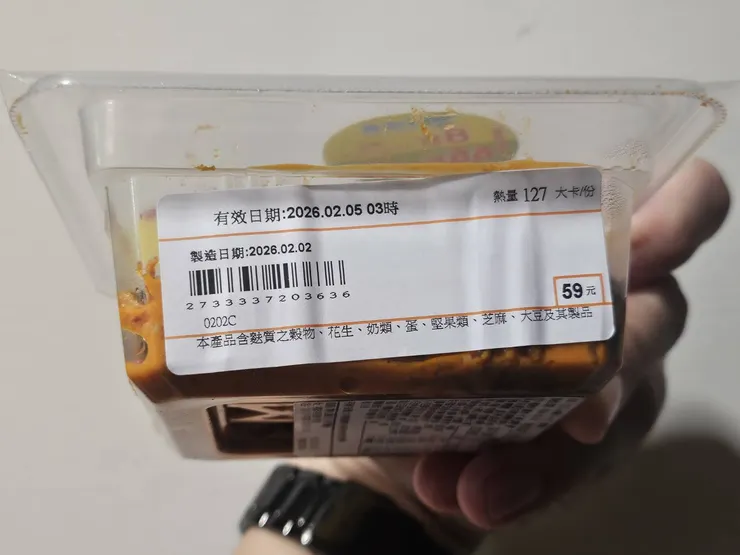 有效日期:2026.02.05 03時
熱量 127 大卡/份
製造日期:2026.02.02
2733337203636
59元
0202C
本產品含麩質之穀物、花生、奶類、蛋、堅果類、芝麻、大豆及其製品